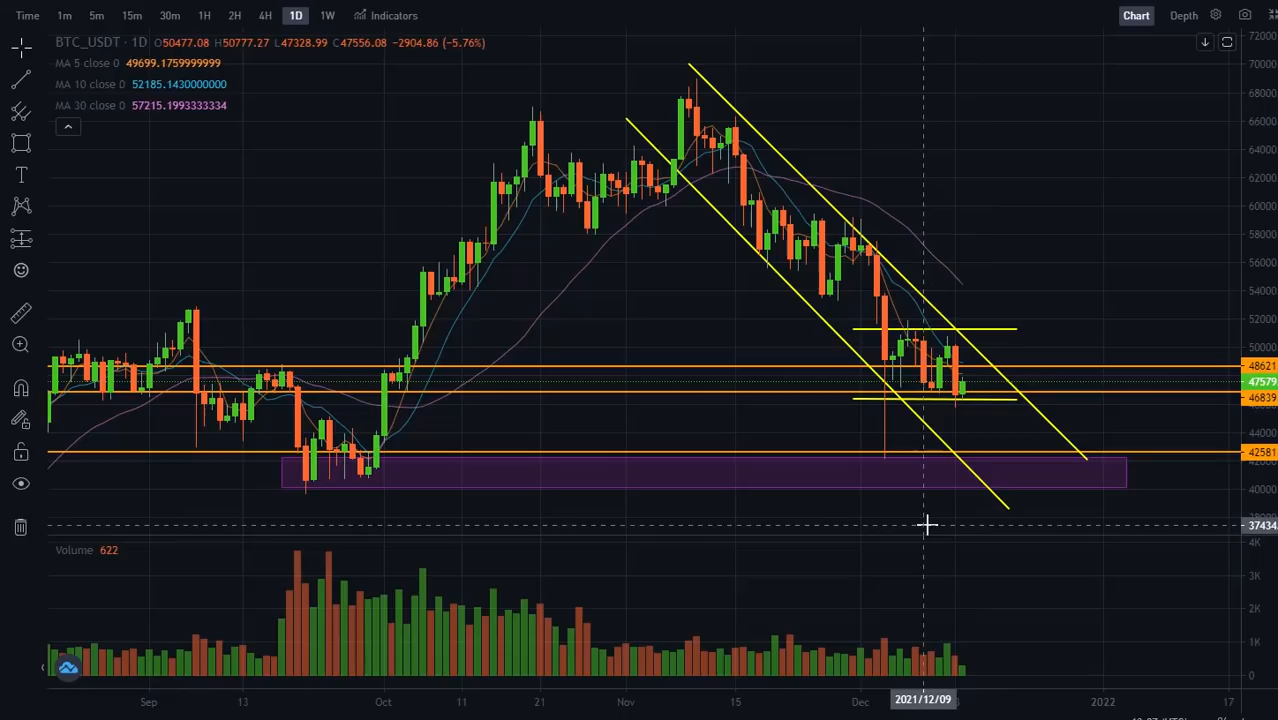 Time 1m 5m 15m 30m 1H 2H 4H 1D 1W Indicators Chart Depth
BTC_USDT · 1D O50477.08 H50777.27 L47328.99 C47556.08 −2904.86 (−5.76%)
MA 5 close 0 49699.1759999999
MA 10 close 0 52185.1430000000
MA 30 close 0 57215.1993333334
T
72000
70000
68000
66000
64000
62000
60000
58000
56000
54000
52000
50000
48621
47579
46839
44000
42581
40000
37434
Volume 622
4K
3K
2K
1K
0
Sep 13 Oct 11 21 Nov 15 Dec 2021/12/09 2022 17